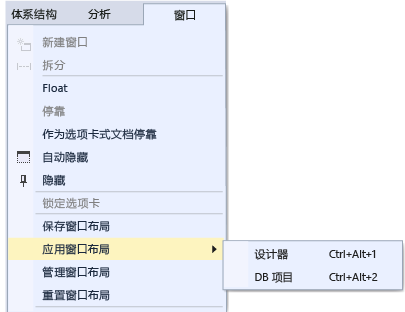 体系结构 分析 窗口
新建窗口
拆分
Float
停靠
作为选项卡式文档停靠
自动隐藏
隐藏
锁定选项卡
保存窗口布局
应用窗口布局
设计器 Ctrl+Alt+1
DB 项目 Ctrl+Alt+2
管理窗口布局
重置窗口布局